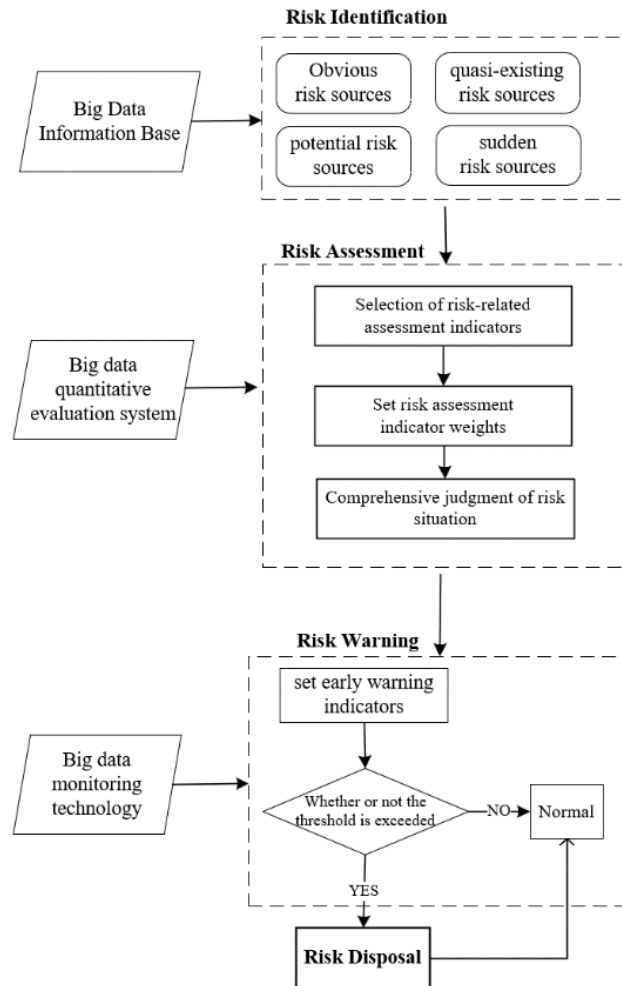 Risk Identification
Obvious
risk sources
quasi-existing
risk sources
Big Data
Information Base
potential risk
sources
sudden
risk sources
Risk Assessment
Selection of risk-related
assessment indicators
Big data
quantitative
evaluation system
Set risk assessment
indicator weights
Comprehensive judgment of risk
situation
Risk Warning
set early warning
indicators
Big data
monitoring
technology
Whether or not the
threshold is exceeded
NO
Normal
YES
Risk Disposal